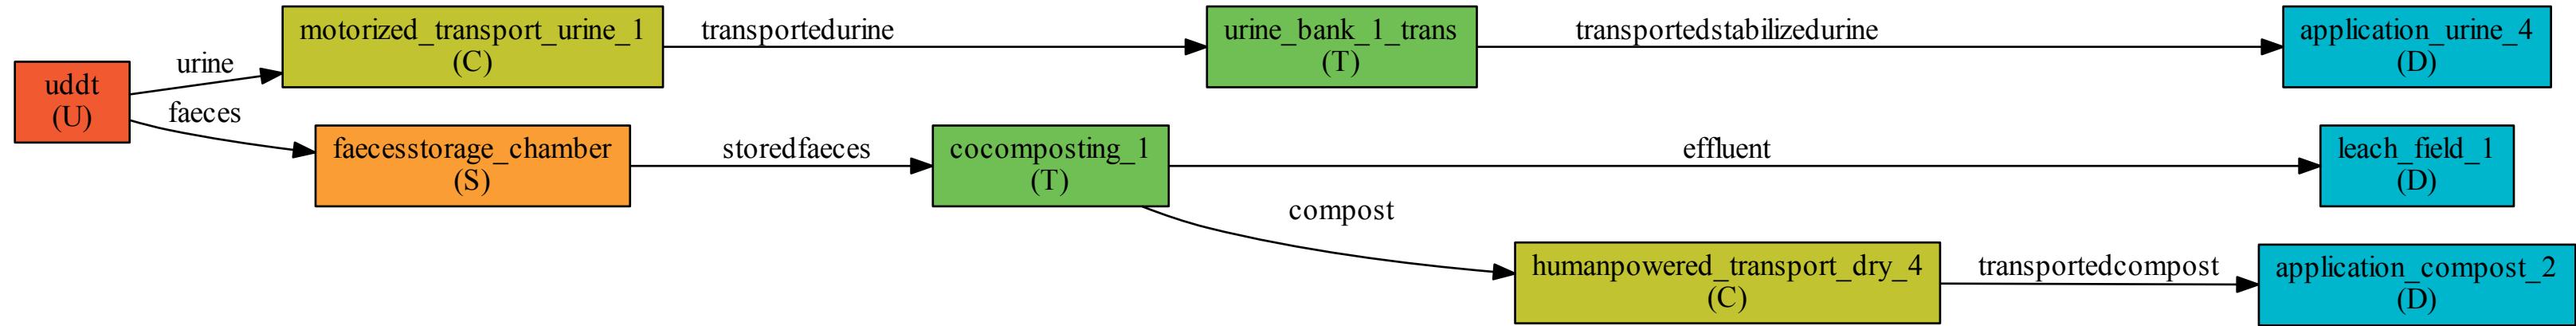 motorized_transport_urine_1
(C)
transportedurine
urine_bank_1_trans
(T)
transportedstabilizedurine
application_urine_4
(D)
uddt
(U)
urine
faeces
faecesstorage_chamber
(S)
storedfaeces
cocomposting_1
(T)
effluent
leach_field_1
(D)
compost
humanpowered_transport_dry_4
(C)
transportedcompost
application_compost_2
(D)